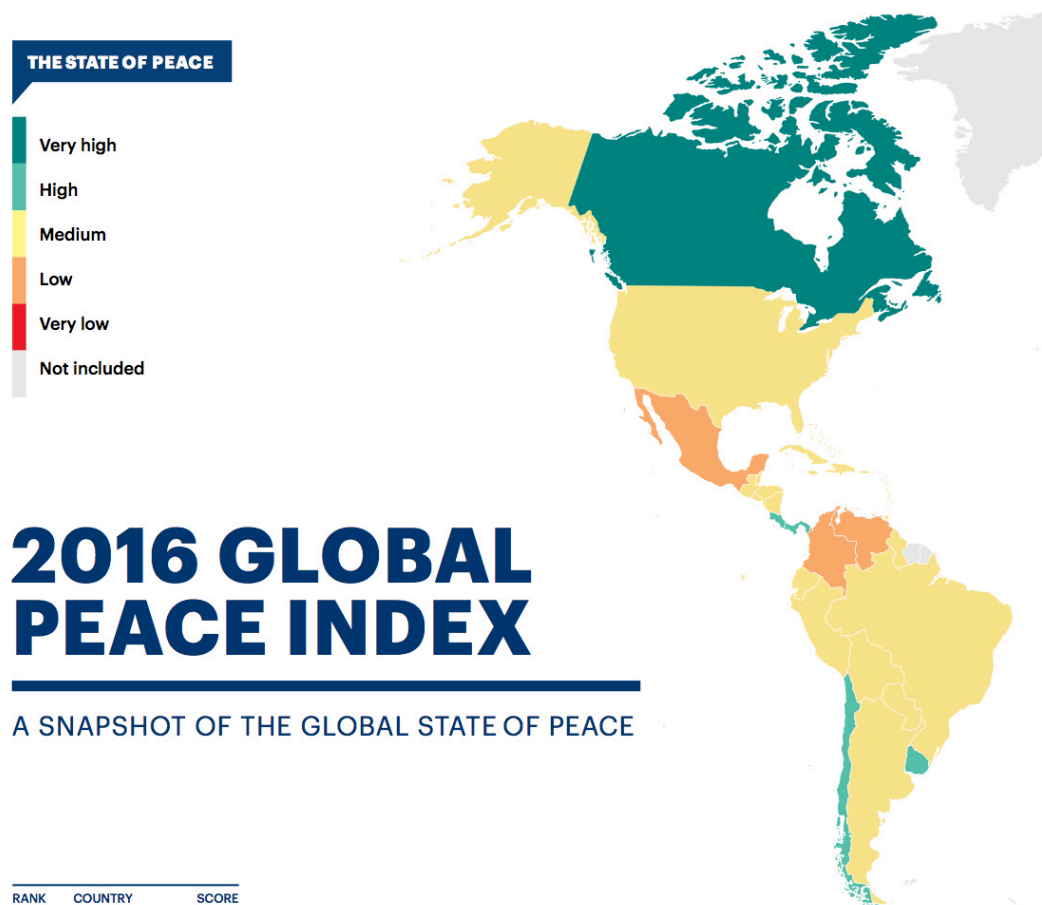 THE STATE OF PEACE
Very high
High
Medium
Low
Very low
Not included
2016 GLOBAL
PEACE INDEX
A SNAPSHOT OF THE GLOBAL STATE OF PEACE
RANK COUNTRY SCORE